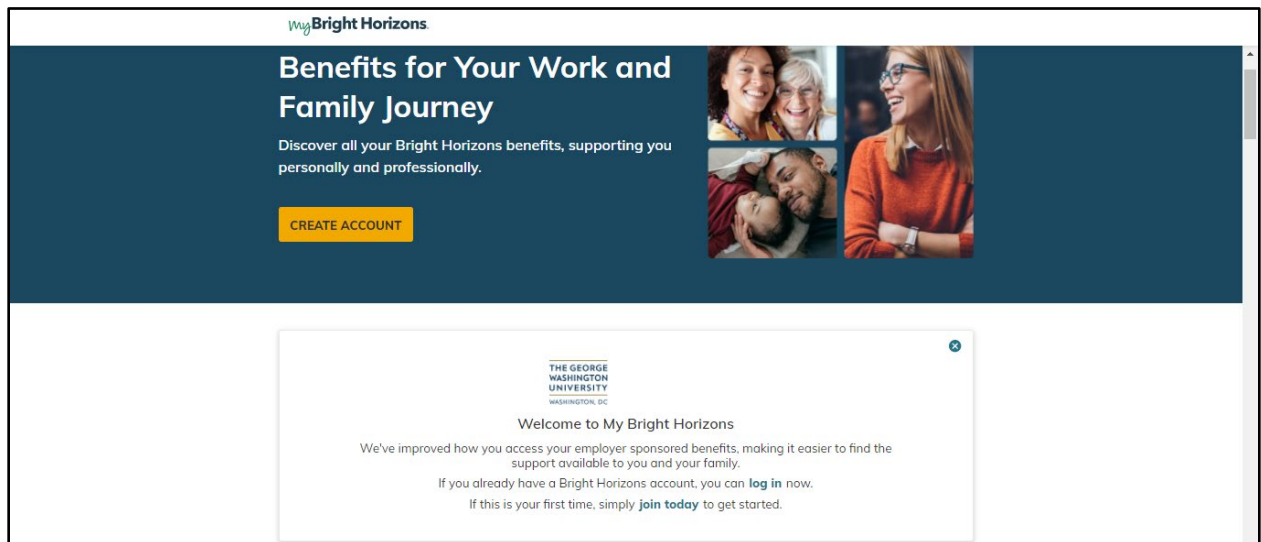 my Bright Horizons.
Benefits for Your Work and
Family Journey
Discover all your Bright Horizons benefits, supporting you
personally and professionally.
CREATE ACCOUNT
THE GEORGE
WASHINGTON
UNIVERSITY
WASHINGTON, DC
Welcome to My Bright Horizons
We've improved how you access your employer sponsored benefits, making it easier to find the
support available to you and your family.
If you already have a Bright Horizons account, you can log in now.
If this is your first time, simply join today to get started.